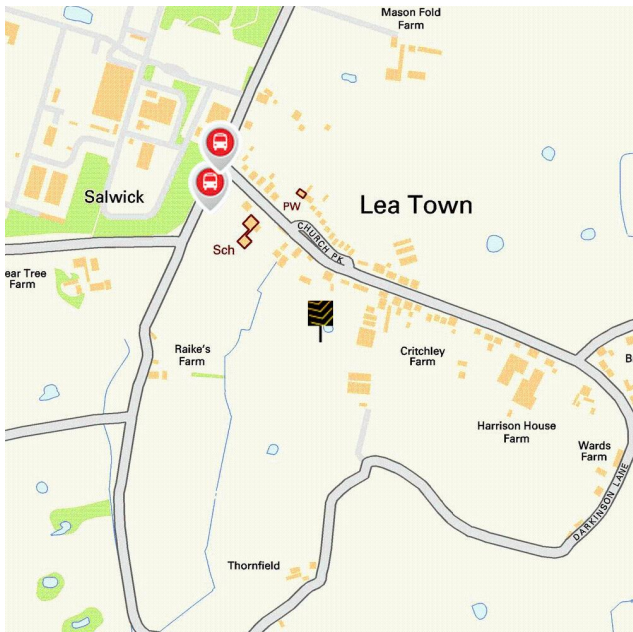 Mason Fold
Farm
Salwick
PW
Lea Town
Sch
CHURCH PK
ear Tree
Farm
Raike's
Farm
Critchley
Farm
B
Harrison House
Farm
Wards
Farm
DARKINSON LANE
Thornfield